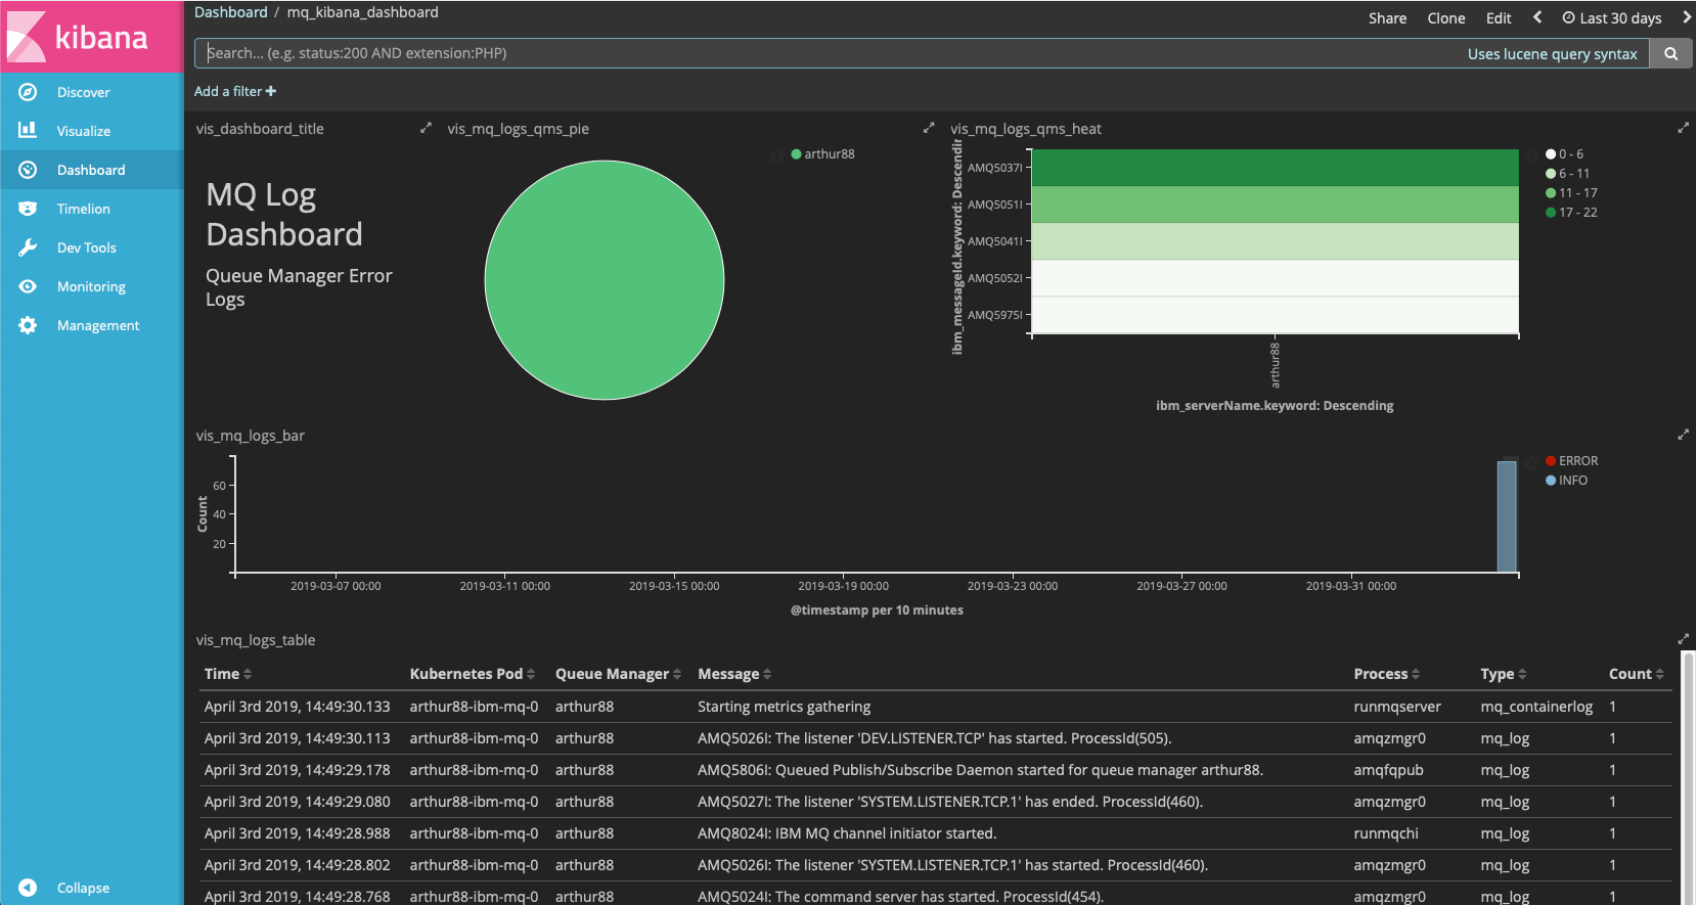 kibana
Discover
Visualize
Dashboard
Timelion
Dev Tools
Monitoring
Management
Collapse
Dashboard / mq_kibana_dashboard
Share Clone Edit Last 30 days
Search... (e.g. status:200 AND extension:PHP) Uses lucene query syntax
Add a filter +
vis_dashboard_title
MQ Log
Dashboard
Queue Manager Error
Logs
vis_mq_logs_qms_pie
arthur88
vis_mq_logs_qms_heat
ibm_messageId.keyword: Descending
AMQ5037I
AMQ5051I
AMQ5041I
AMQ5052I
AMQ5975I
arthur88
ibm_serverName.keyword: Descending
0 - 6
6 - 11
11 - 17
17 - 22
vis_mq_logs_bar
Count
60
40
20
2019-03-07 00:00 2019-03-11 00:00 2019-03-15 00:00 2019-03-19 00:00 2019-03-23 00:00 2019-03-27 00:00 2019-03-31 00:00
@timestamp per 10 minutes
ERROR
INFO
vis_mq_logs_table
Time Kubernetes Pod Queue Manager Message Process Type Count
April 3rd 2019, 14:49:30.133 arthur88-ibm-mq-0 arthur88 Starting metrics gathering runmqserver mq_containerlog 1
April 3rd 2019, 14:49:30.113 arthur88-ibm-mq-0 arthur88 AMQ5026I: The listener 'DEV.LISTENER.TCP' has started. ProcessId(505). amqzmgr0 mq_log 1
April 3rd 2019, 14:49:29.178 arthur88-ibm-mq-0 arthur88 AMQ5806I: Queued Publish/Subscribe Daemon started for queue manager arthur88. amqfqpub mq_log 1
April 3rd 2019, 14:49:29.080 arthur88-ibm-mq-0 arthur88 AMQ5027I: The listener 'SYSTEM.LISTENER.TCP.1' has ended. ProcessId(460). amqzmgr0 mq_log 1
April 3rd 2019, 14:49:28.988 arthur88-ibm-mq-0 arthur88 AMQ8024I: IBM MQ channel initiator started. runmqchi mq_log 1
April 3rd 2019, 14:49:28.802 arthur88-ibm-mq-0 arthur88 AMQ5026I: The listener 'SYSTEM.LISTENER.TCP.1' has started. ProcessId(460). amqzmgr0 mq_log 1
April 3rd 2019, 14:49:28.768 arthur88-ibm-mq-0 arthur88 AMQ5024I: The command server has started. ProcessId(454). amqzmgr0 mq_log 1